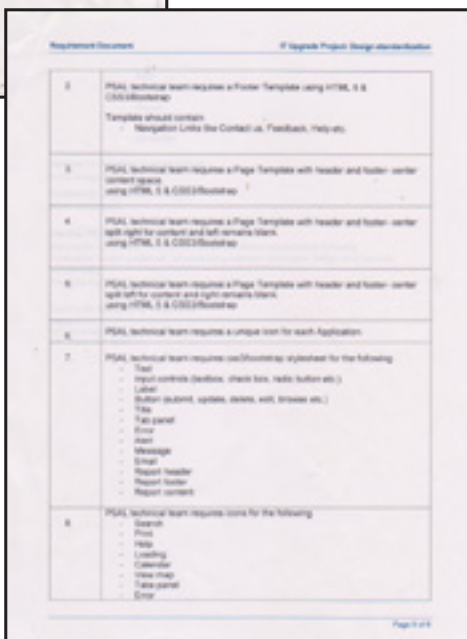 Requirement Document IT Upgrade Project: Design standardization
2. PSAL technical team requires a Footer Template using HTML 5 &
CSS3/Bootstrap
Template should contain
- Navigation Links like Contact us, Feedback, Help etc.
3. PSAL technical team requires a Page Template with header and footer- center
content space.
using HTML 5 & CSS3/Bootstrap
4. PSAL technical team requires a Page Template with header and footer- center
split right for content and left remains blank.
using HTML 5 & CSS3/Bootstrap
5. PSAL technical team requires a Page Template with header and footer- center
split left for content and right remains blank.
using HTML 5 & CSS3/Bootstrap
6. PSAL technical team requires a unique icon for each Application.
7. PSAL technical team requires css3/bootstrap stylesheet for the following
- Text
- Input controls (textbox, check box, radio button etc.)
- Label
- Button (submit, update, delete, edit, browse etc.)
- Title
- Tab panel
- Error
- Alert
- Message
- Email
- Report header
- Report footer
- Report content
8. PSAL technical team requires icons for the following
- Search
- Print
- Help
- Loading
- Calendar
- View map
- panel
- Error